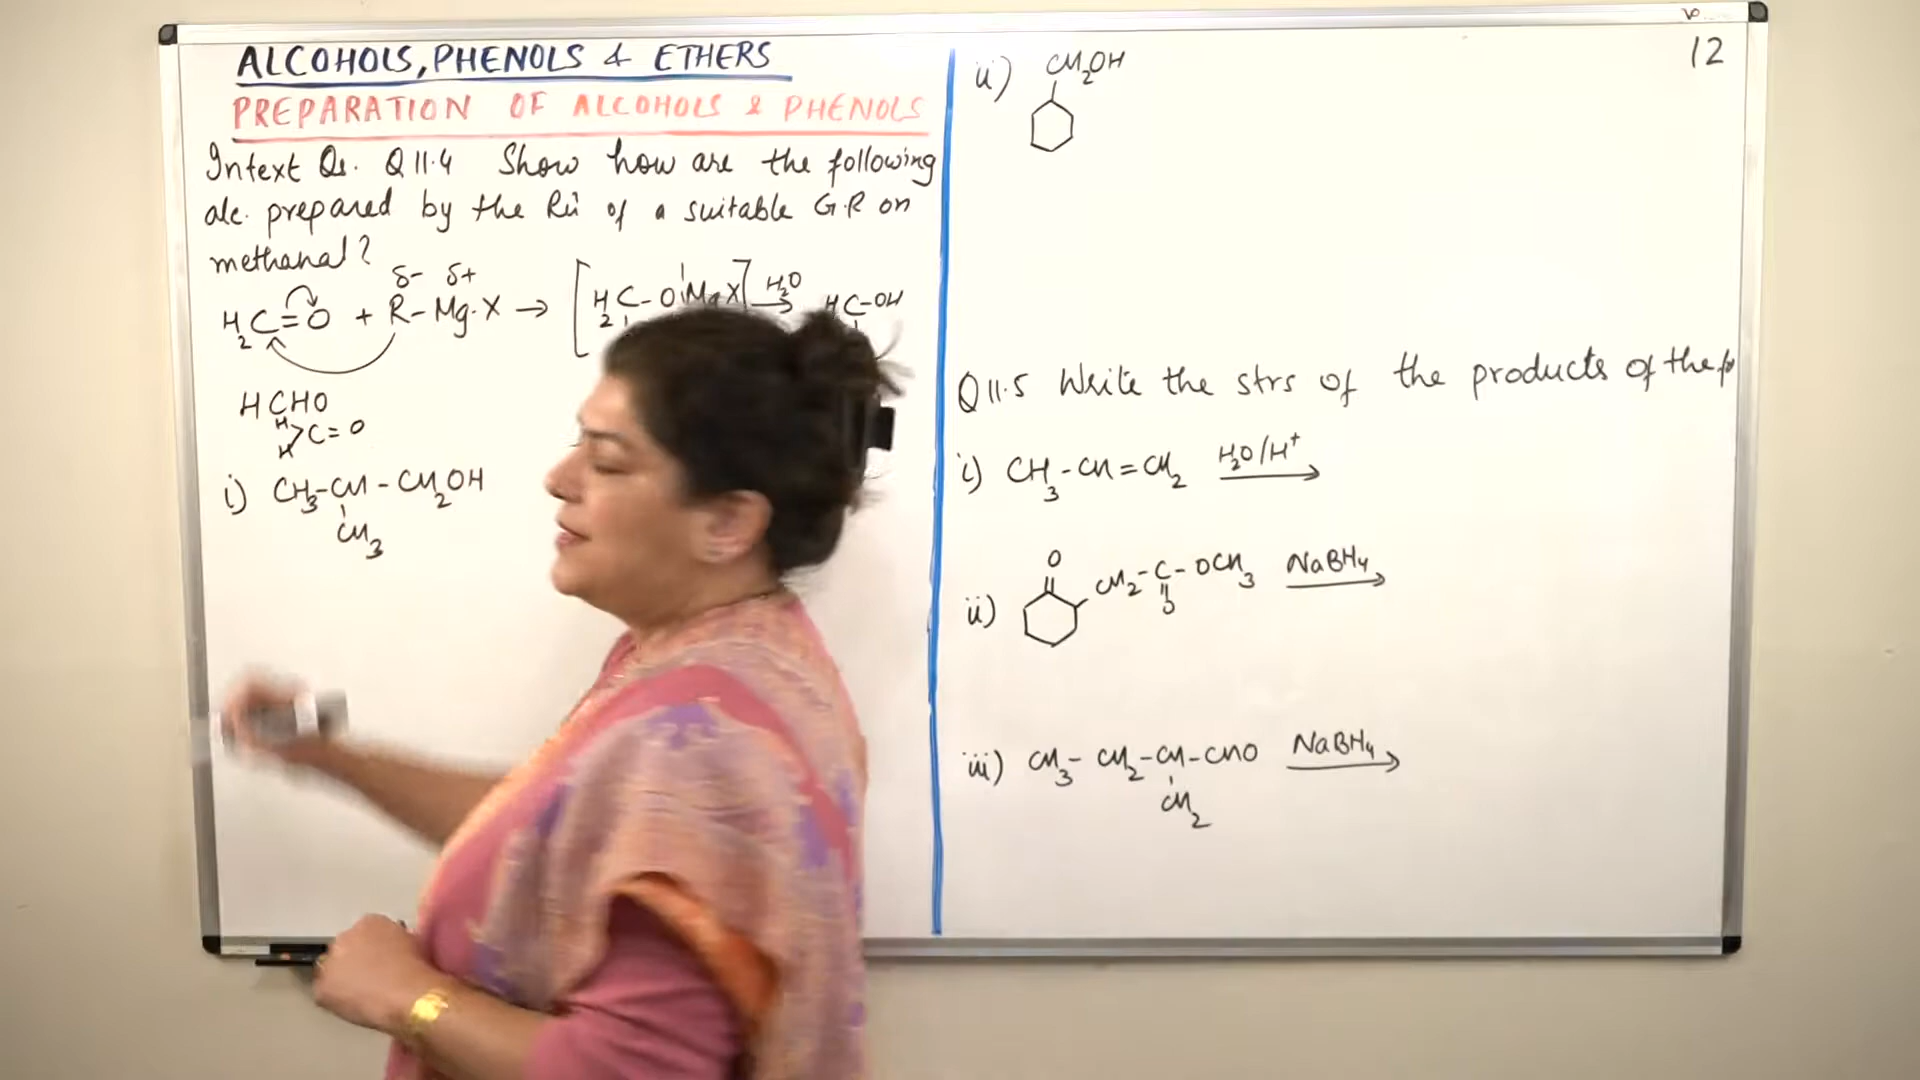 ALCOHOLS, PHENOLS & ETHERS
PREPARATION OF ALCOHOLS & PHENOLS
Intext Qs. Q 11.4 Show how are the following
alc. prepared by the Rn of a suitable G.R on
methanal?
δ- δ+
H2C=O + R-Mg.X → [H2C-OMgX] H2O→ H C-OH
HCHO
H
C=O
H
i) CH3-CH-CH2OH
CH3
ii) CH2OH
12
Q 11.5 Write the strs of the products of the
i) CH3-CH=CH2 H2O/H+→
O
ii) CH2-C-OCH3 NaBH4→
iii) CH3-CH2-CH-CHO NaBH4→
CH2